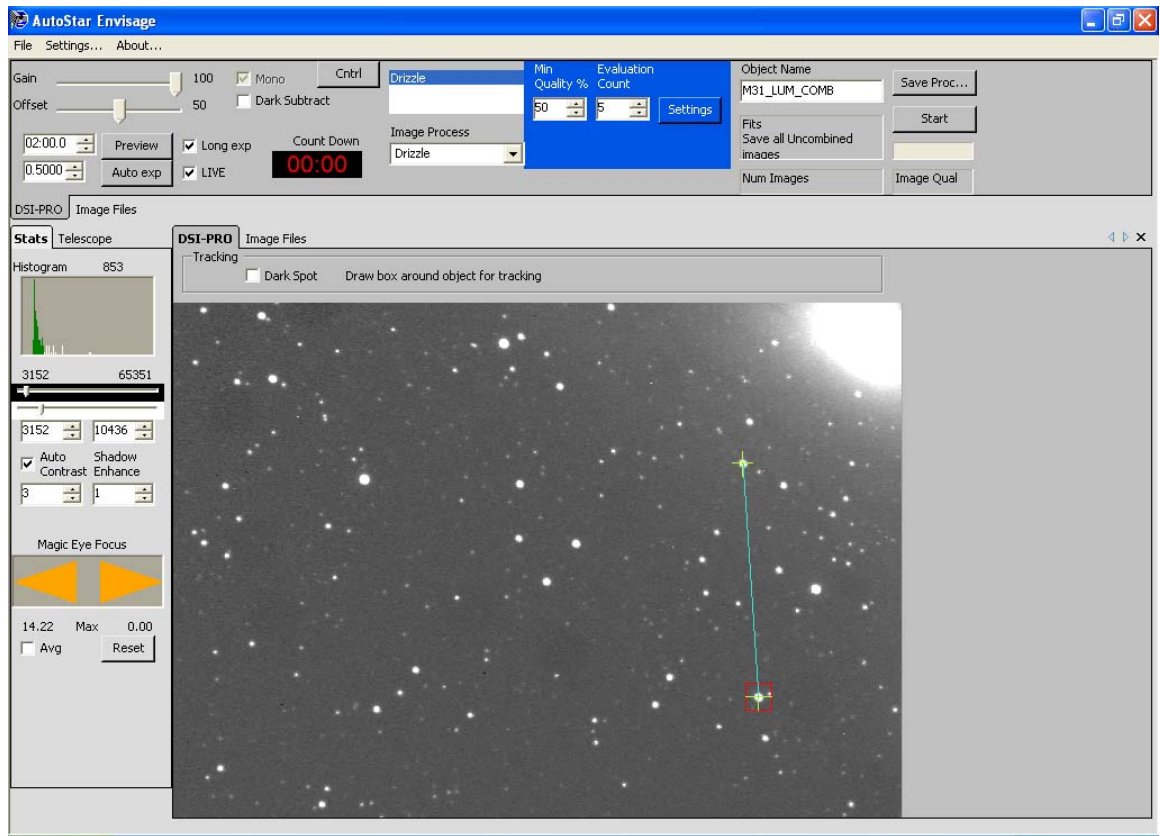 AutoStar Envisage
File Settings... About...
Gain 100
Offset 50
Mono
Cntrl
Dark Subtract
02:00.0
Preview
0.5000
Auto exp
Long exp
LIVE
Count Down
00:00
Drizzle
Image Process
Drizzle
Min Quality %
Evaluation Count
50
5
Settings
Object Name
M31_LUM_COMB
Fits
Save all Uncombined
images
Num Images
Save Proc...
Start
Image Qual
DSI-PRO Image Files
Stats Telescope
Histogram 853
3152 65351
3152 10436
Auto Contrast
Shadow Enhance
3 1
Magic Eye Focus
14.22 Max 0.00
Avg
Reset
DSI-PRO Image Files
Tracking
Dark Spot Draw box around object for tracking